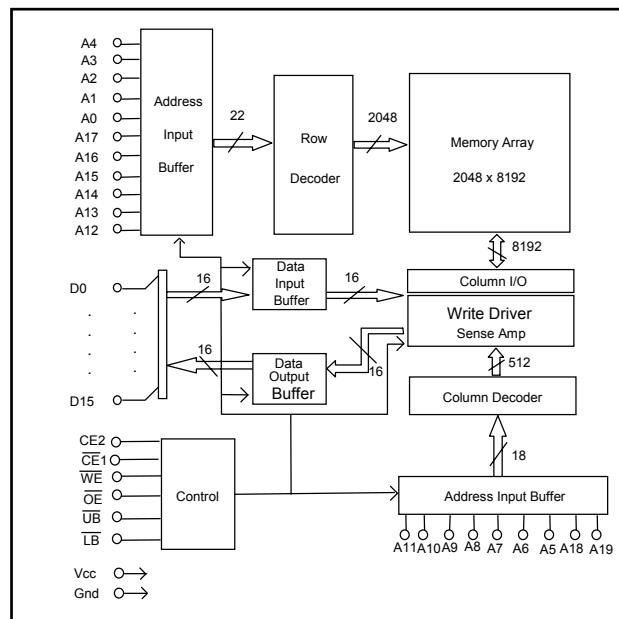 A4
A3
A2
A1
A0
A17
A16
A15
A14
A13
A12
Address
Input
Buffer
22
Row
Decoder
2048
Memory Array
2048 x 8192
8192
D0
.
.
.
.
D15
16
Data
Input
Buffer
16
Column I/O
Write Driver
Sense Amp
16
Data
Output
Buffer
16
512
Column Decoder
18
CE2
CE1
WE
OE
UB
LB
Control
Address Input Buffer
A11 A10 A9 A8 A7 A6 A5 A18 A19
Vcc
Gnd